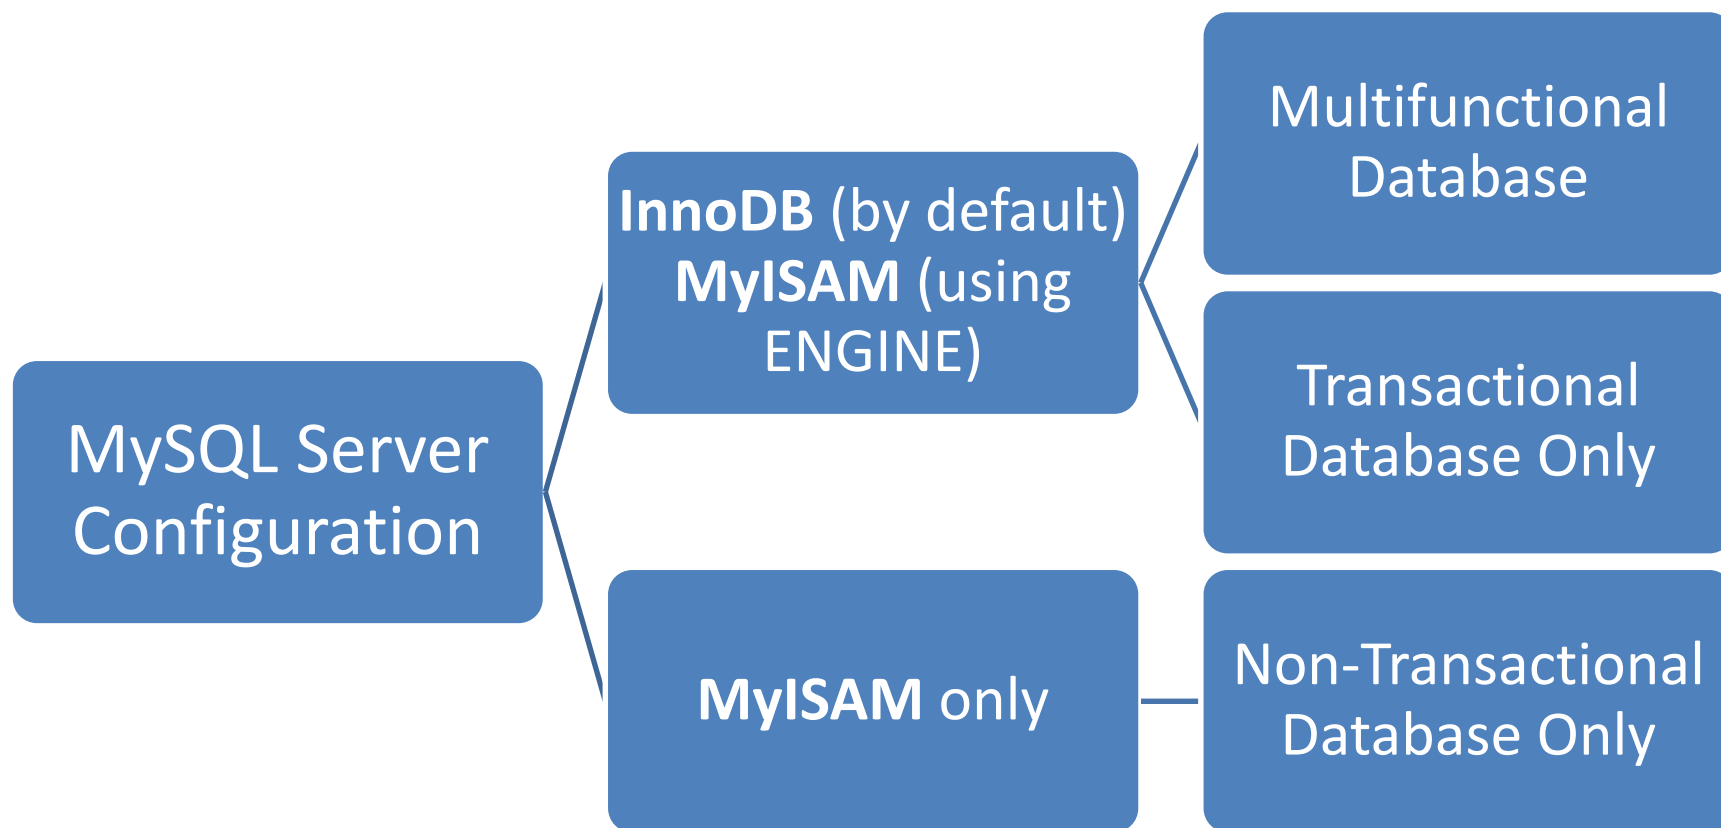 MySQL Server
Configuration
InnoDB (by default)
MyISAM (using
ENGINE)
MyISAM only
Multifunctional
Database
Transactional
Database Only
Non-Transactional
Database Only